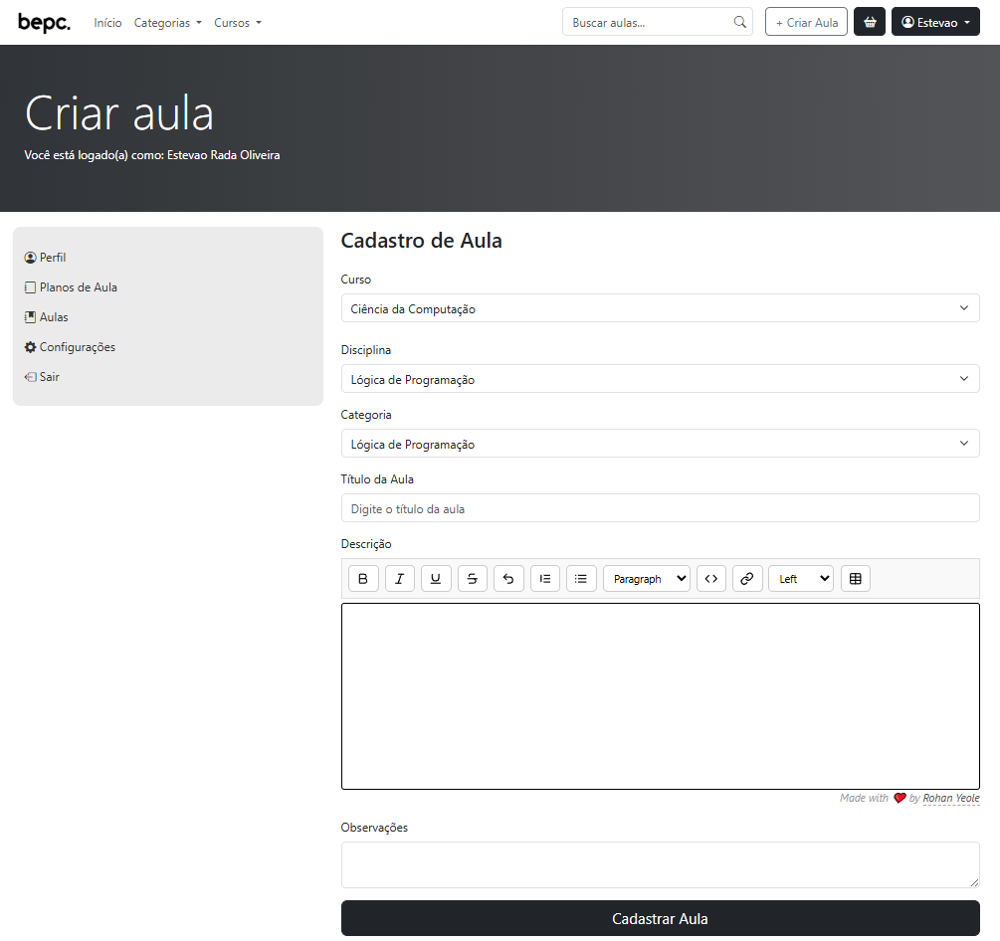 bepc. Início Categorias Cursos Buscar aulas... + Criar Aula Estevao
Criar aula
Você está logado(a) como: Estevao Rada Oliveira
Perfil
Planos de Aula
Aulas
Configurações
Sair
Cadastro de Aula
Curso
Ciência da Computação
Disciplina
Lógica de Programação
Categoria
Lógica de Programação
Título da Aula
Digite o título da aula
Descrição
B I U S Paragraph <> Left
Made with ❤ by Rohan Yeole
Observações
Cadastrar Aula